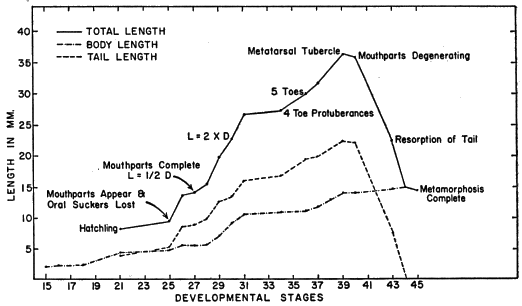 TOTAL LENGTH
BODY LENGTH
TAIL LENGTH
Metatarsal Tubercle
Mouthparts Degenerating
5 Toes
4 Toe Protuberances
L = 2 X D
Resorption of Tail
Mouthparts Complete
L = 1/2 D
Mouthparts Appear &
Oral Suckers Lost
Metamorphosis
Complete
Hatchling
LENGTH IN MM.
40
35
30
25
20
15
10
5
15 17 19 21 23 25 27 29 31 33 35 37 39 41 43 45
DEVELOPMENTAL STAGES